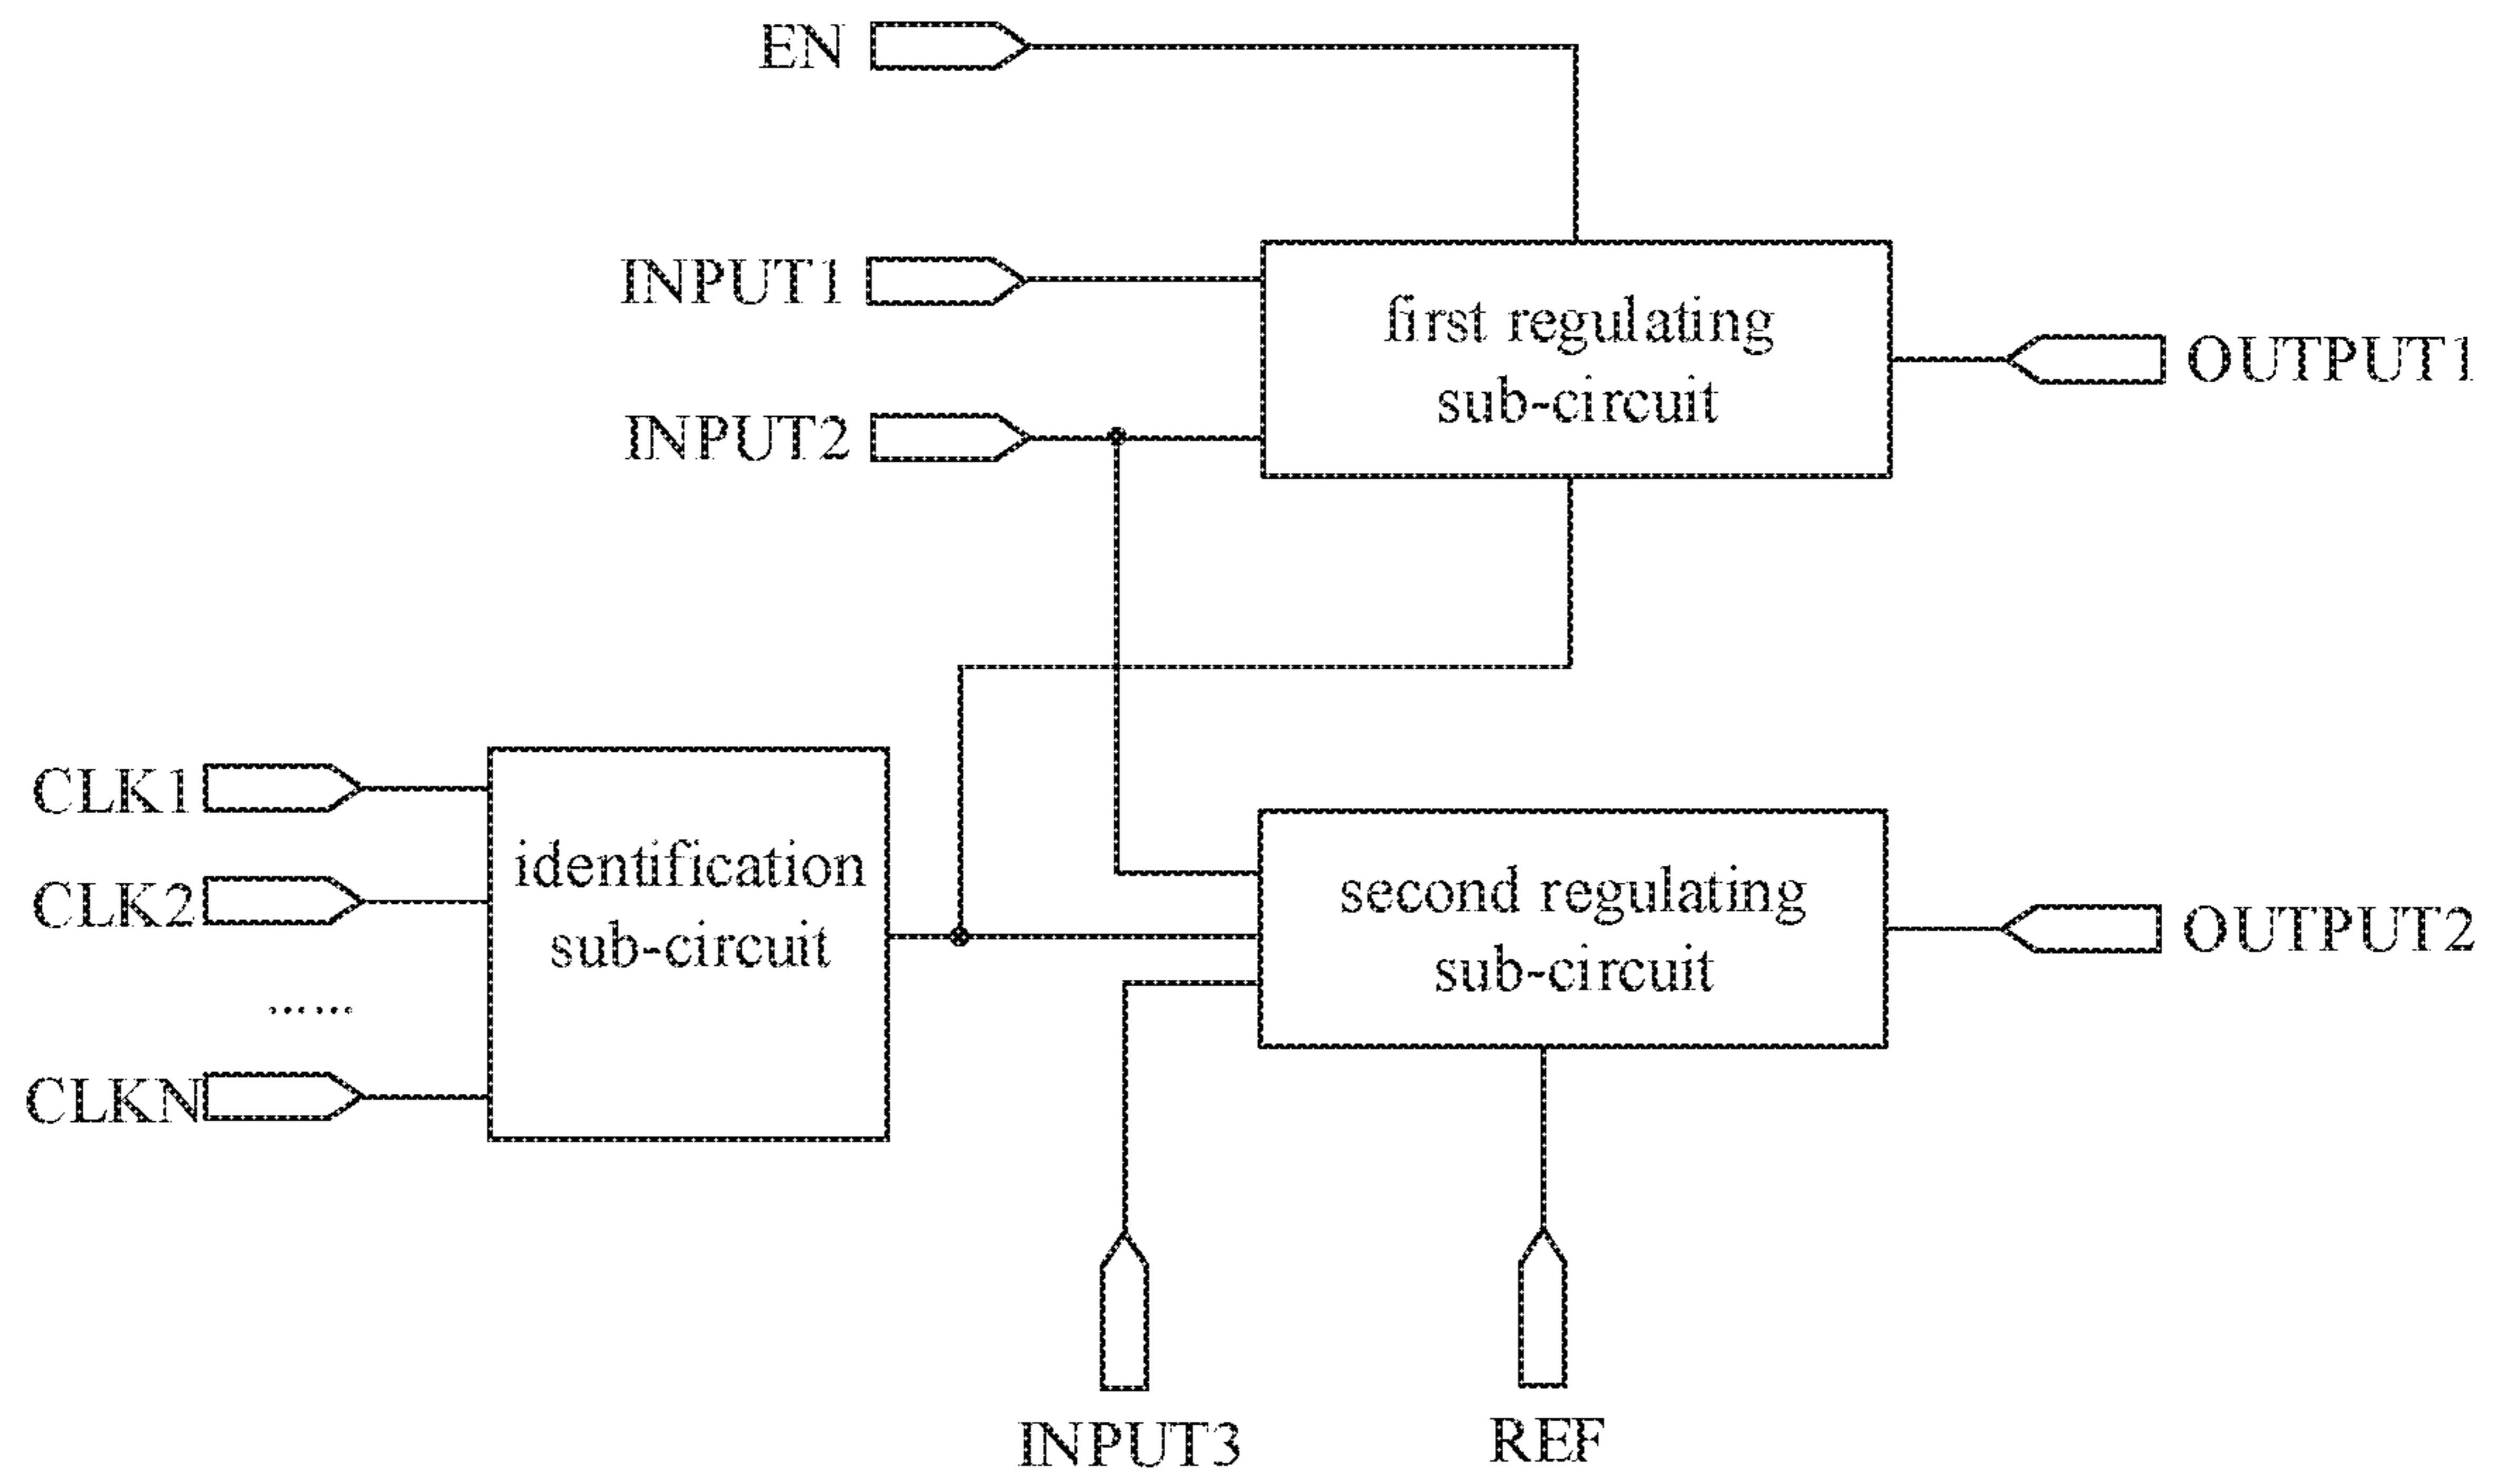 EN
INPUT1
first regulating
sub-circuit
OUTPUT1
INPUT2
CLK1
CLK2
……
CLKN
identification
sub-circuit
second regulating
sub-circuit
OUTPUT2
INPUT3
REF